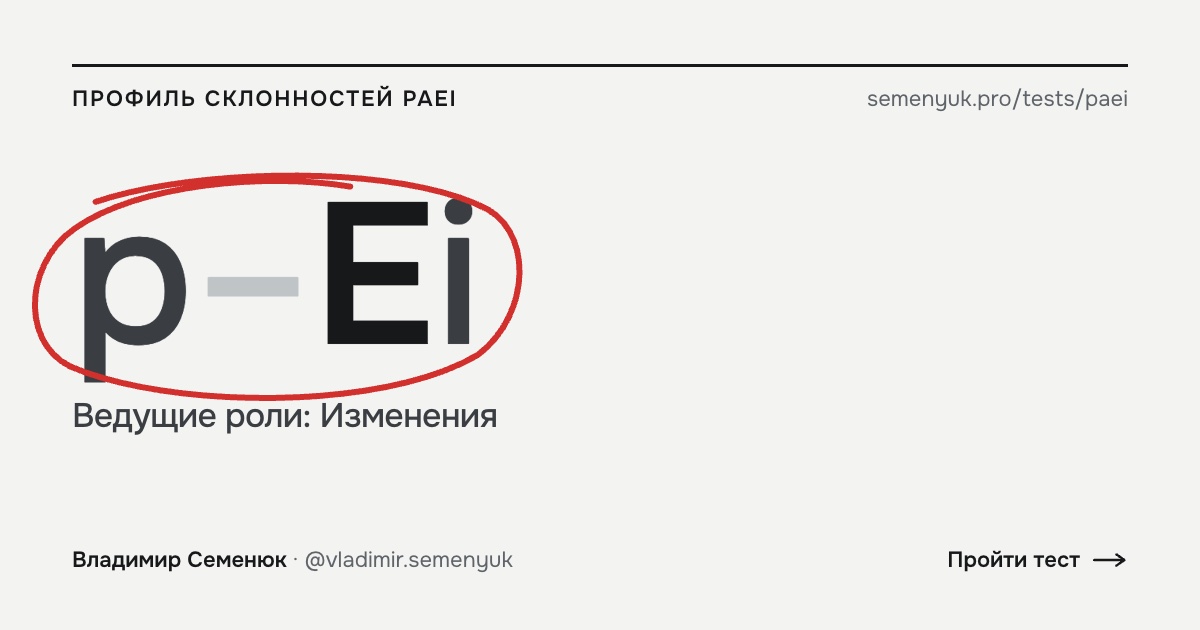 ПРОФИЛЬ СКЛОННОСТЕЙ PAEI
semenyuk.pro/tests/paei
p–Ei
Ведущие роли: Изменения
Владимир Семенюк · @vladimir.semenyuk
Пройти тест →